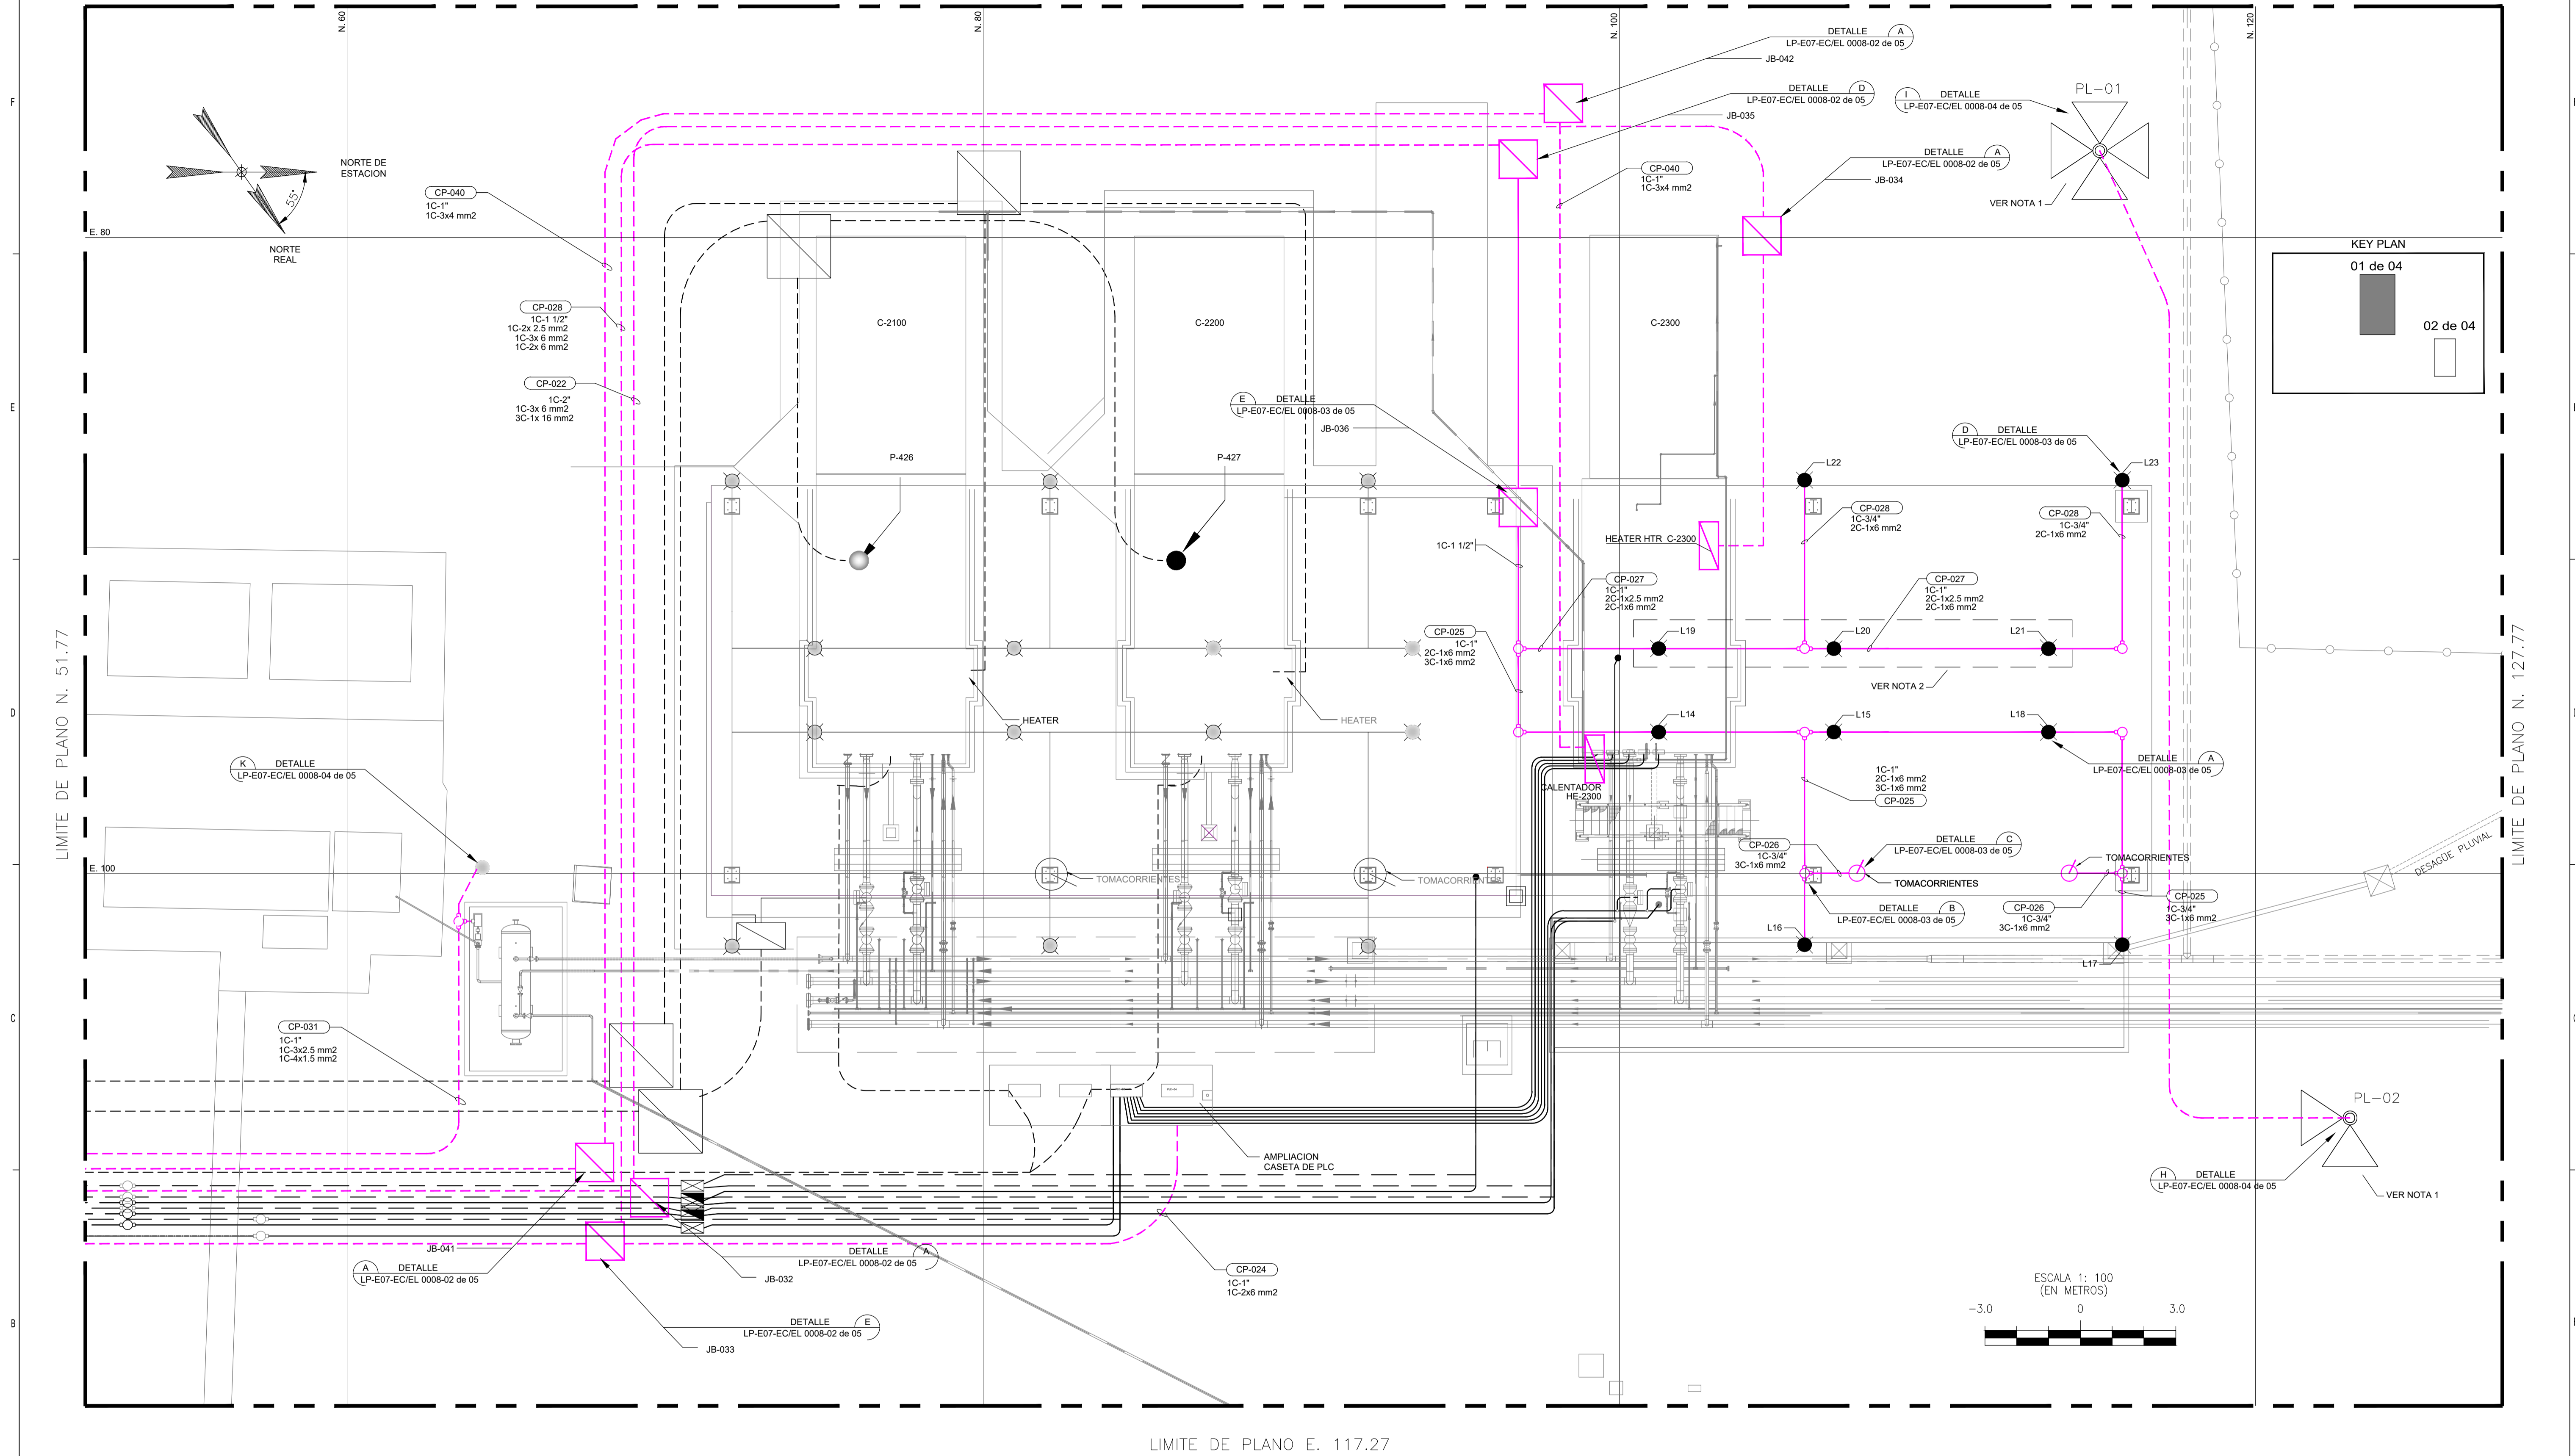 N. 60
N. 80
N. 100
N. 120
F
E
D
C
B
LIMITE DE PLANO N. 51.77
LIMITE DE PLANO N. 127.77
LIMITE DE PLANO E. 117.27
E. 80
E. 100
NORTE DE
ESTACION
55°
NORTE
REAL
CP-040
1C-1"
1C-3x4 mm2
CP-028
1C-1 1/2"
1C-2x 2.5 mm2
1C-3x 6 mm2
1C-2x 6 mm2
CP-022
1C-2"
1C-3x 6 mm2
3C-1x 16 mm2
C-2100
C-2200
C-2300
P-426
P-427
DETALLE A
LP-E07-EC/EL 0008-02 de 05
JB-042
DETALLE D
LP-E07-EC/EL 0008-02 de 05
JB-035
CP-040
1C-1"
1C-3x4 mm2
DETALLE A
LP-E07-EC/EL 0008-02 de 05
JB-034
I DETALLE
LP-E07-EC/EL 0008-04 de 05
PL-01
VER NOTA 1
KEY PLAN
01 de 04
02 de 04
E DETALLE
LP-E07-EC/EL 0008-03 de 05
JB-036
D DETALLE
LP-E07-EC/EL 0008-03 de 05
L22
L23
CP-028
1C-3/4"
2C-1x6 mm2
CP-028
1C-3/4"
2C-1x6 mm2
1C-1 1/2"
HEATER HTR C-2300
CP-027
1C-1"
2C-1x2.5 mm2
2C-1x6 mm2
CP-027
1C-1"
2C-1x2.5 mm2
2C-1x6 mm2
CP-025
1C-1"
2C-1x6 mm2
3C-1x6 mm2
L19
L20
L21
VER NOTA 2
HEATER
HEATER
L14
L15
L18
DETALLE A
LP-E07-EC/EL 0008-03 de 05
K DETALLE
LP-E07-EC/EL 0008-04 de 05
CALENTADOR
HE-2300
1C-1"
2C-1x6 mm2
3C-1x6 mm2
CP-025
CP-026
1C-3/4"
3C-1x6 mm2
DETALLE C
LP-E07-EC/EL 0008-03 de 05
TOMACORRIENTES
TOMACORRIENTES
TOMACORRIENTES
TOMACORRIENTES
DESAGÜE PLUVIAL
DETALLE B
LP-E07-EC/EL 0008-03 de 05
CP-026
1C-3/4"
3C-1x6 mm2
CP-025
1C-3/4"
3C-1x6 mm2
L16
L17
CP-031
1C-1"
1C-3x2.5 mm2
1C-4x1.5 mm2
AMPLIACION
CASETA DE PLC
PL-02
H DETALLE
LP-E07-EC/EL 0008-04 de 05
VER NOTA 1
JB-041
A DETALLE
LP-E07-EC/EL 0008-02 de 05
DETALLE A
LP-E07-EC/EL 0008-02 de 05
JB-032
DETALLE E
LP-E07-EC/EL 0008-02 de 05
JB-033
CP-024
1C-1"
1C-2x6 mm2
ESCALA 1: 100
(EN METROS)
-3.0 0 3.0